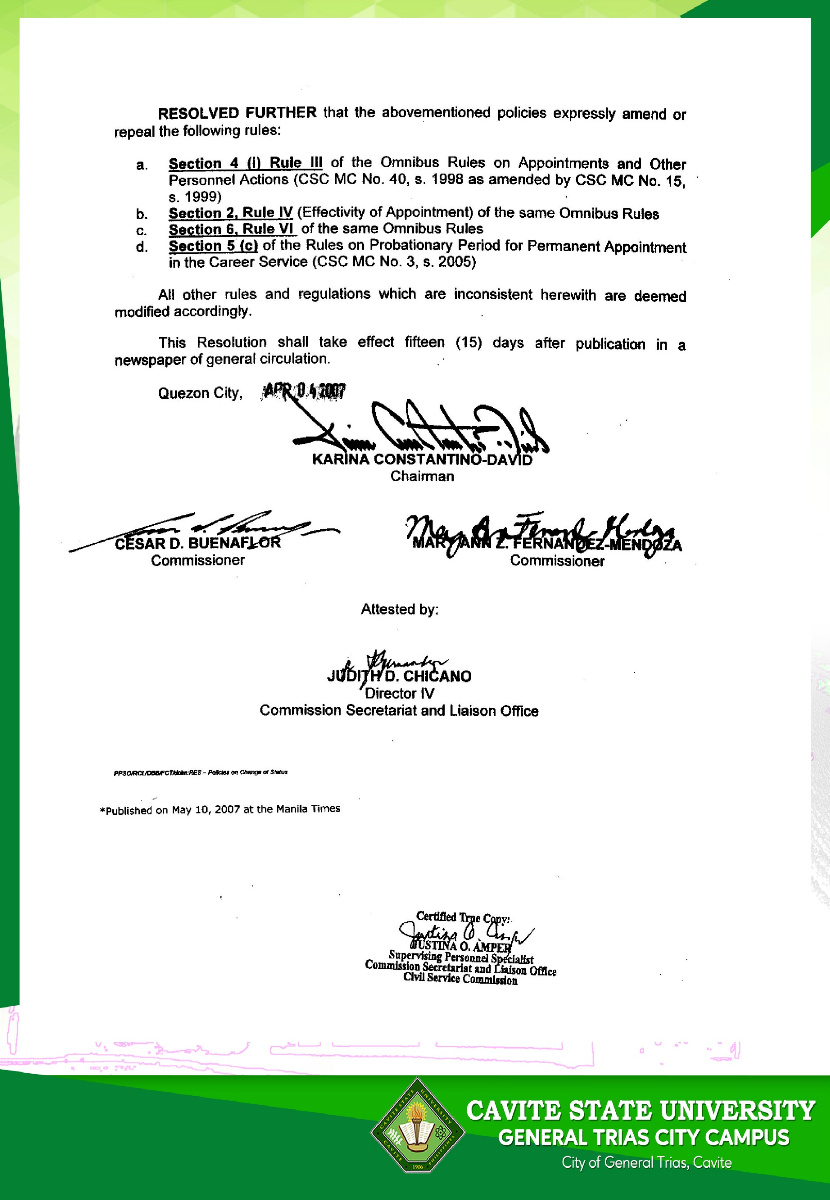 RESOLVED FURTHER that the abovementioned policies expressly amend or
repeal the following rules:
a. Section 4 (i) Rule III of the Omnibus Rules on Appointments and Other
Personnel Actions (CSC MC No. 40, s. 1998 as amended by CSC MC No. 15,
s. 1999)
b. Section 2, Rule IV (Effectivity of Appointment) of the same Omnibus Rules
c. Section 6, Rule VI of the same Omnibus Rules
d. Section 5 (c) of the Rules on Probationary Period for Permanent Appointment
in the Career Service (CSC MC No. 3, s. 2005)
All other rules and regulations which are inconsistent herewith are deemed
modified accordingly.
This Resolution shall take effect fifteen (15) days after publication in a
newspaper of general circulation.
Quezon City, APR 04 2007
KARINA CONSTANTINO-DAVID
Chairman
CESAR D. BUENAFLOR
Commissioner
MARY ANN Z. FERNANDEZ-MENDOZA
Commissioner
Attested by:
JUDITH D. CHICANO
Director IV
Commission Secretariat and Liaison Office
Policies on Change of Status
*Published on May 10, 2007 at the Manila Times
Certified True Copy:
JUSTINA O. AMPER
Supervising Personnel Specialist
Commission Secretariat and Liaison Office
Civil Service Commission
CAVITE STATE UNIVERSITY
GENERAL TRIAS CITY CAMPUS
City of General Trias, Cavite